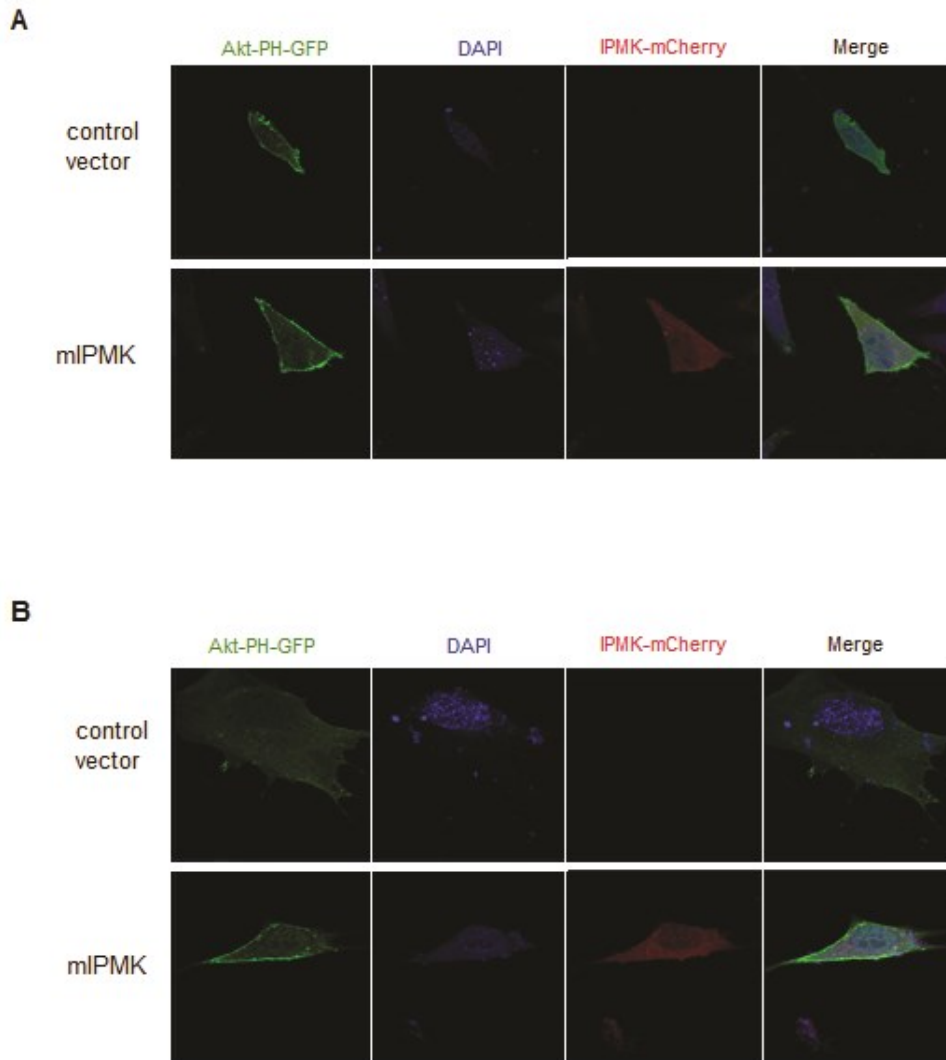 A
Akt-PH-GFP DAPI IPMK-mCherry Merge
control
vector
mIPMK
B
Akt-PH-GFP DAPI IPMK-mCherry Merge
control
vector
mIPMK